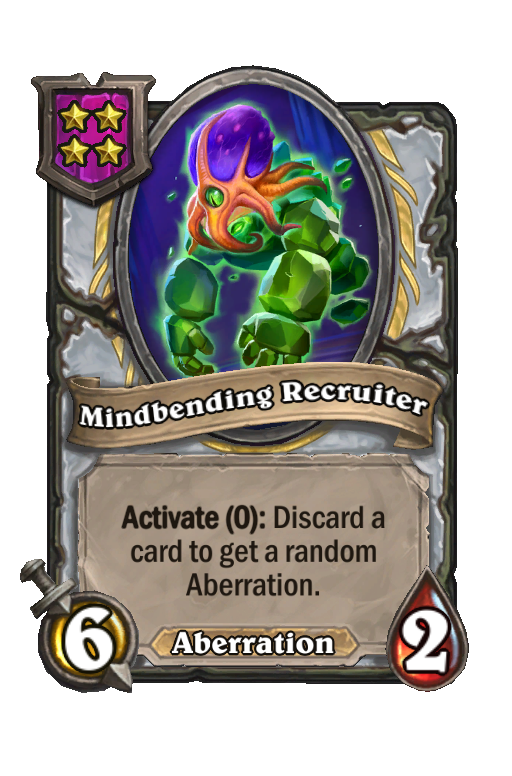 Mindbending Recruiter
Activate (0): Discard a
card to get a random
Aberration.
6
Aberration
2